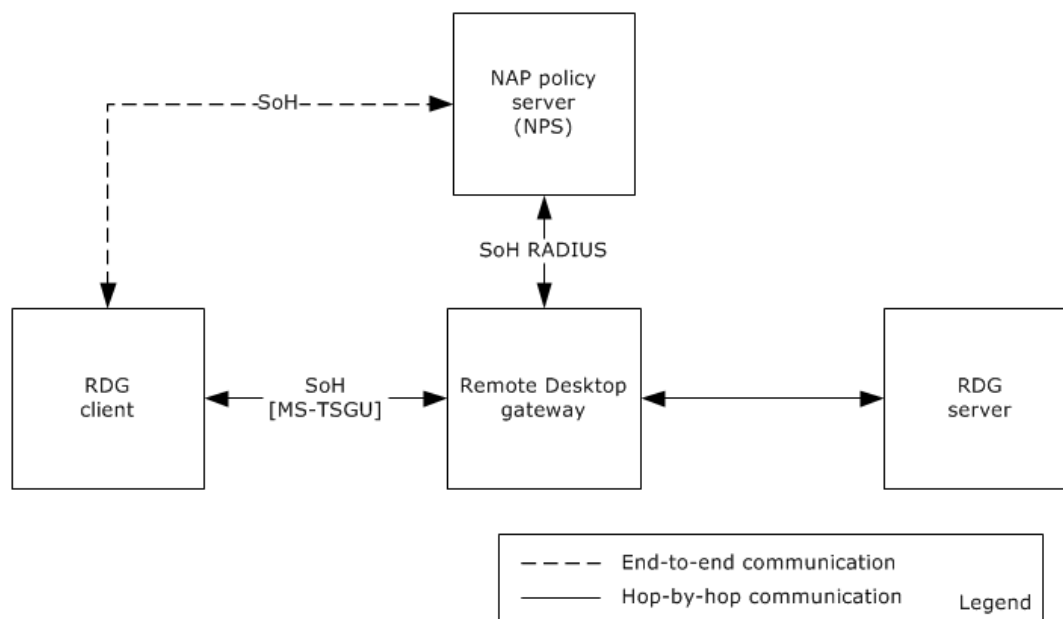 NAP policy
server
(NPS)
SoH
SoH RADIUS
RDG
client
SoH
[MS-TSGU]
Remote Desktop
gateway
RDG
server
End-to-end communication
Hop-by-hop communication
Legend